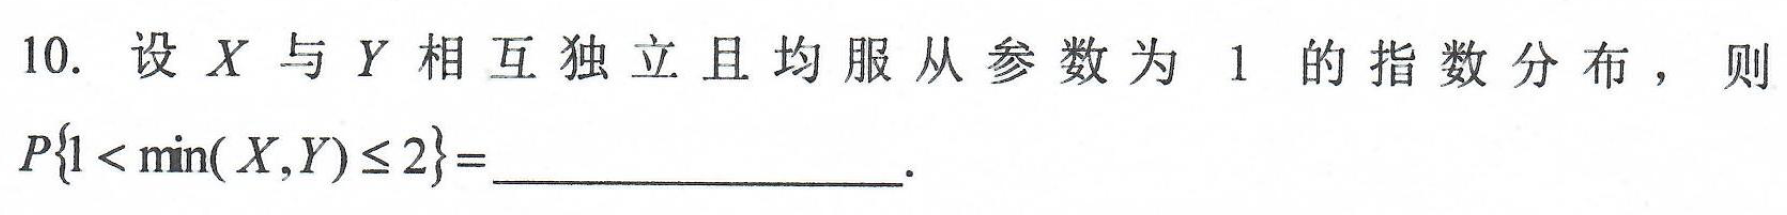 10. 设 X 与 Y 相互独立且均服从参数为 1 的指数分布，则
P{1 < min( X,Y) ≤ 2} = ____________.